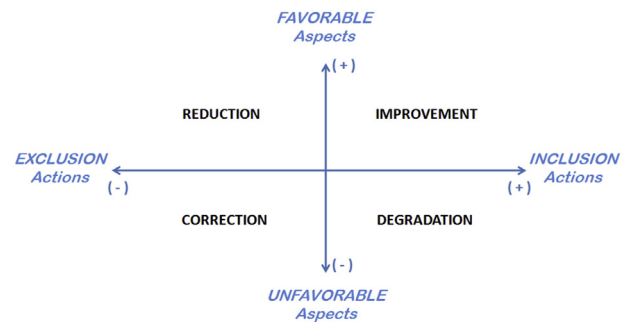 FAVORABLE
Aspects
(+)
REDUCTION IMPROVEMENT
EXCLUSION
Actions
(-)
INCLUSION
Actions
(+)
CORRECTION DEGRADATION
(-)
UNFAVORABLE
Aspects